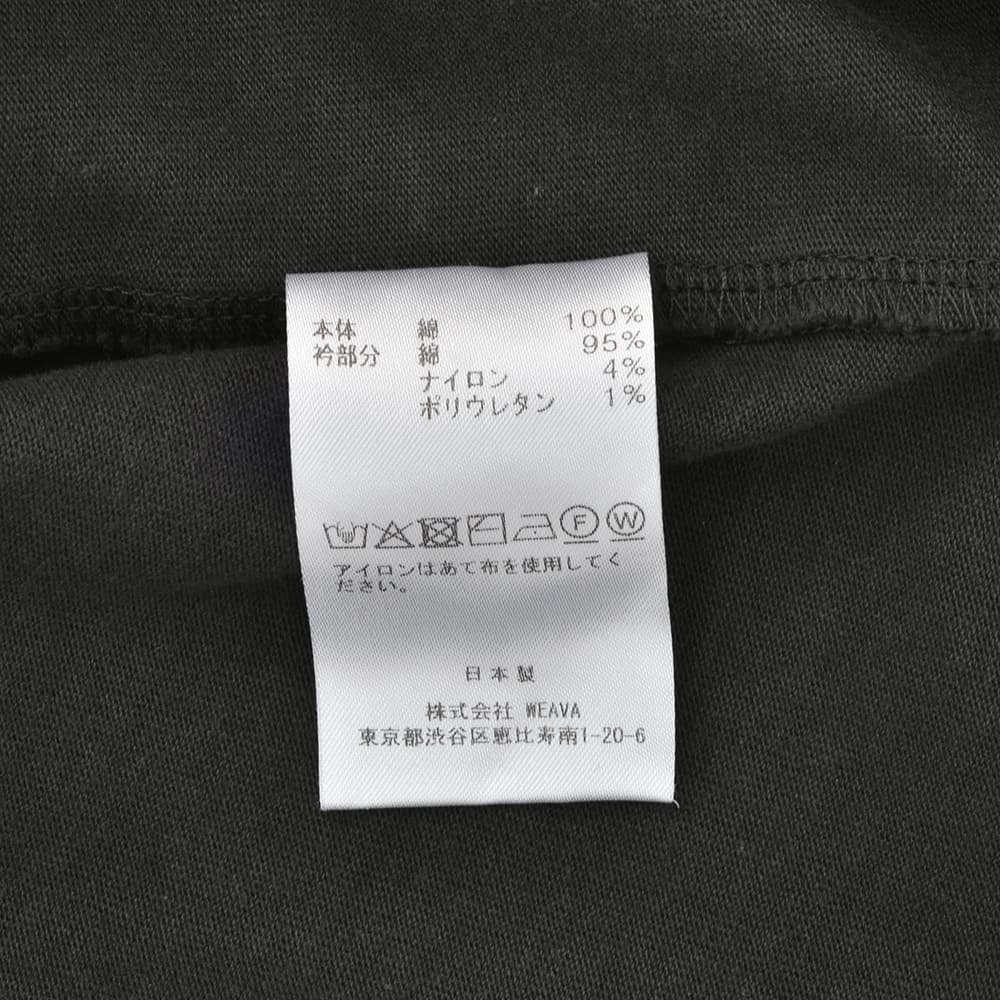 本体 綿 100%
衿部分 綿 95%
ナイロン 4%
ポリウレタン 1%
F W
アイロンはあて布を使用してく
ださい。
日本製
株式会社 WEAVA
東京都渋谷区恵比寿南1-20-6